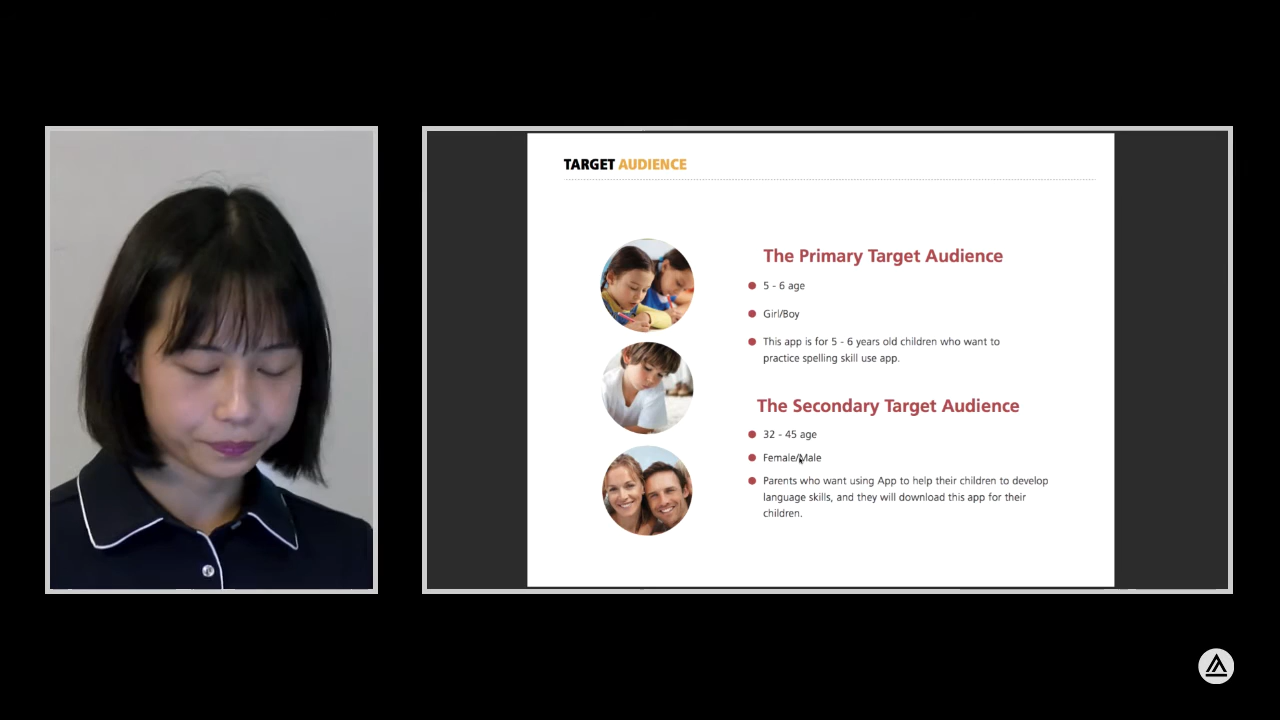 TARGET AUDIENCE
The Primary Target Audience
5 - 6 age
Girl/Boy
This app is for 5 - 6 years old children who want to
practice spelling skill use app.
The Secondary Target Audience
32 - 45 age
Female/Male
Parents who want using App to help their children to develop
language skills, and they will download this app for their
children.